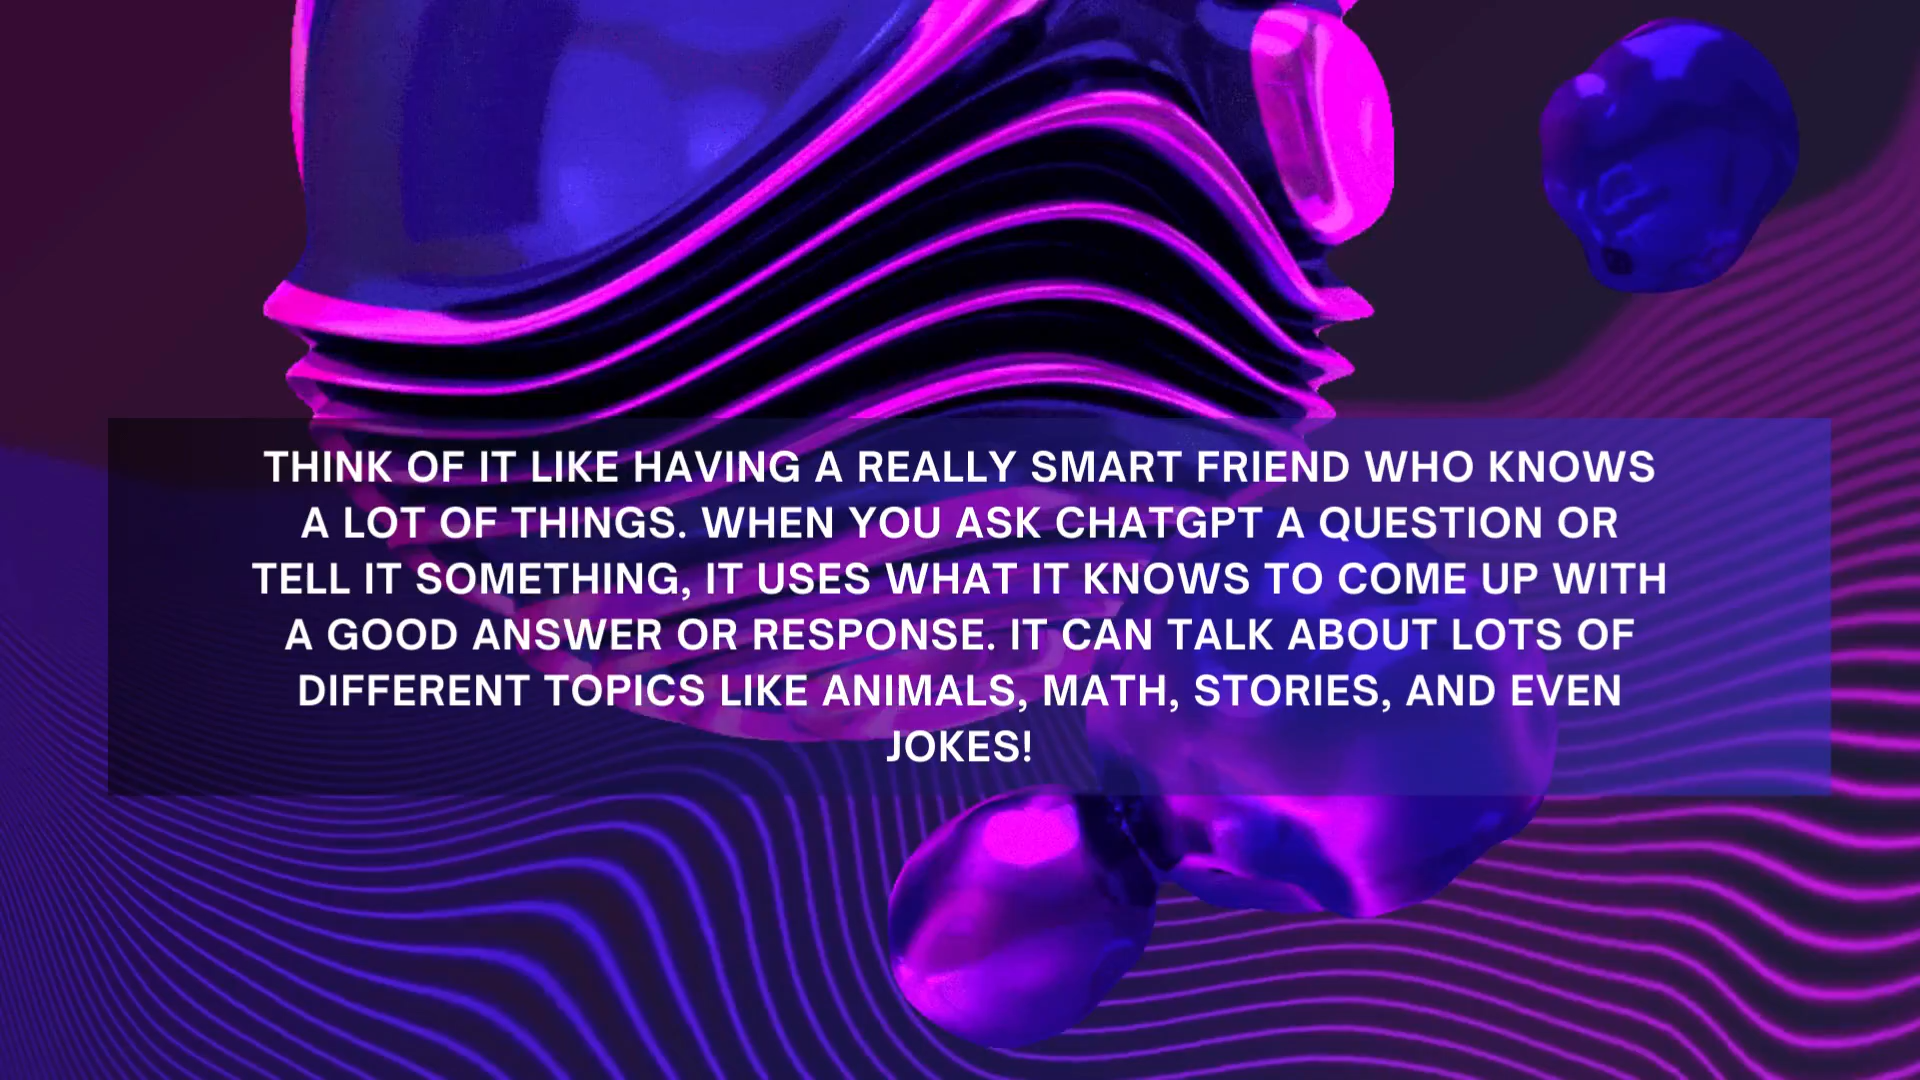 THINK OF IT LIKE HAVING A REALLY SMART FRIEND WHO KNOWS
A LOT OF THINGS. WHEN YOU ASK CHATGPT A QUESTION OR
TELL IT SOMETHING, IT USES WHAT IT KNOWS TO COME UP WITH
A GOOD ANSWER OR RESPONSE. IT CAN TALK ABOUT LOTS OF
DIFFERENT TOPICS LIKE ANIMALS, MATH, STORIES, AND EVEN
JOKES!